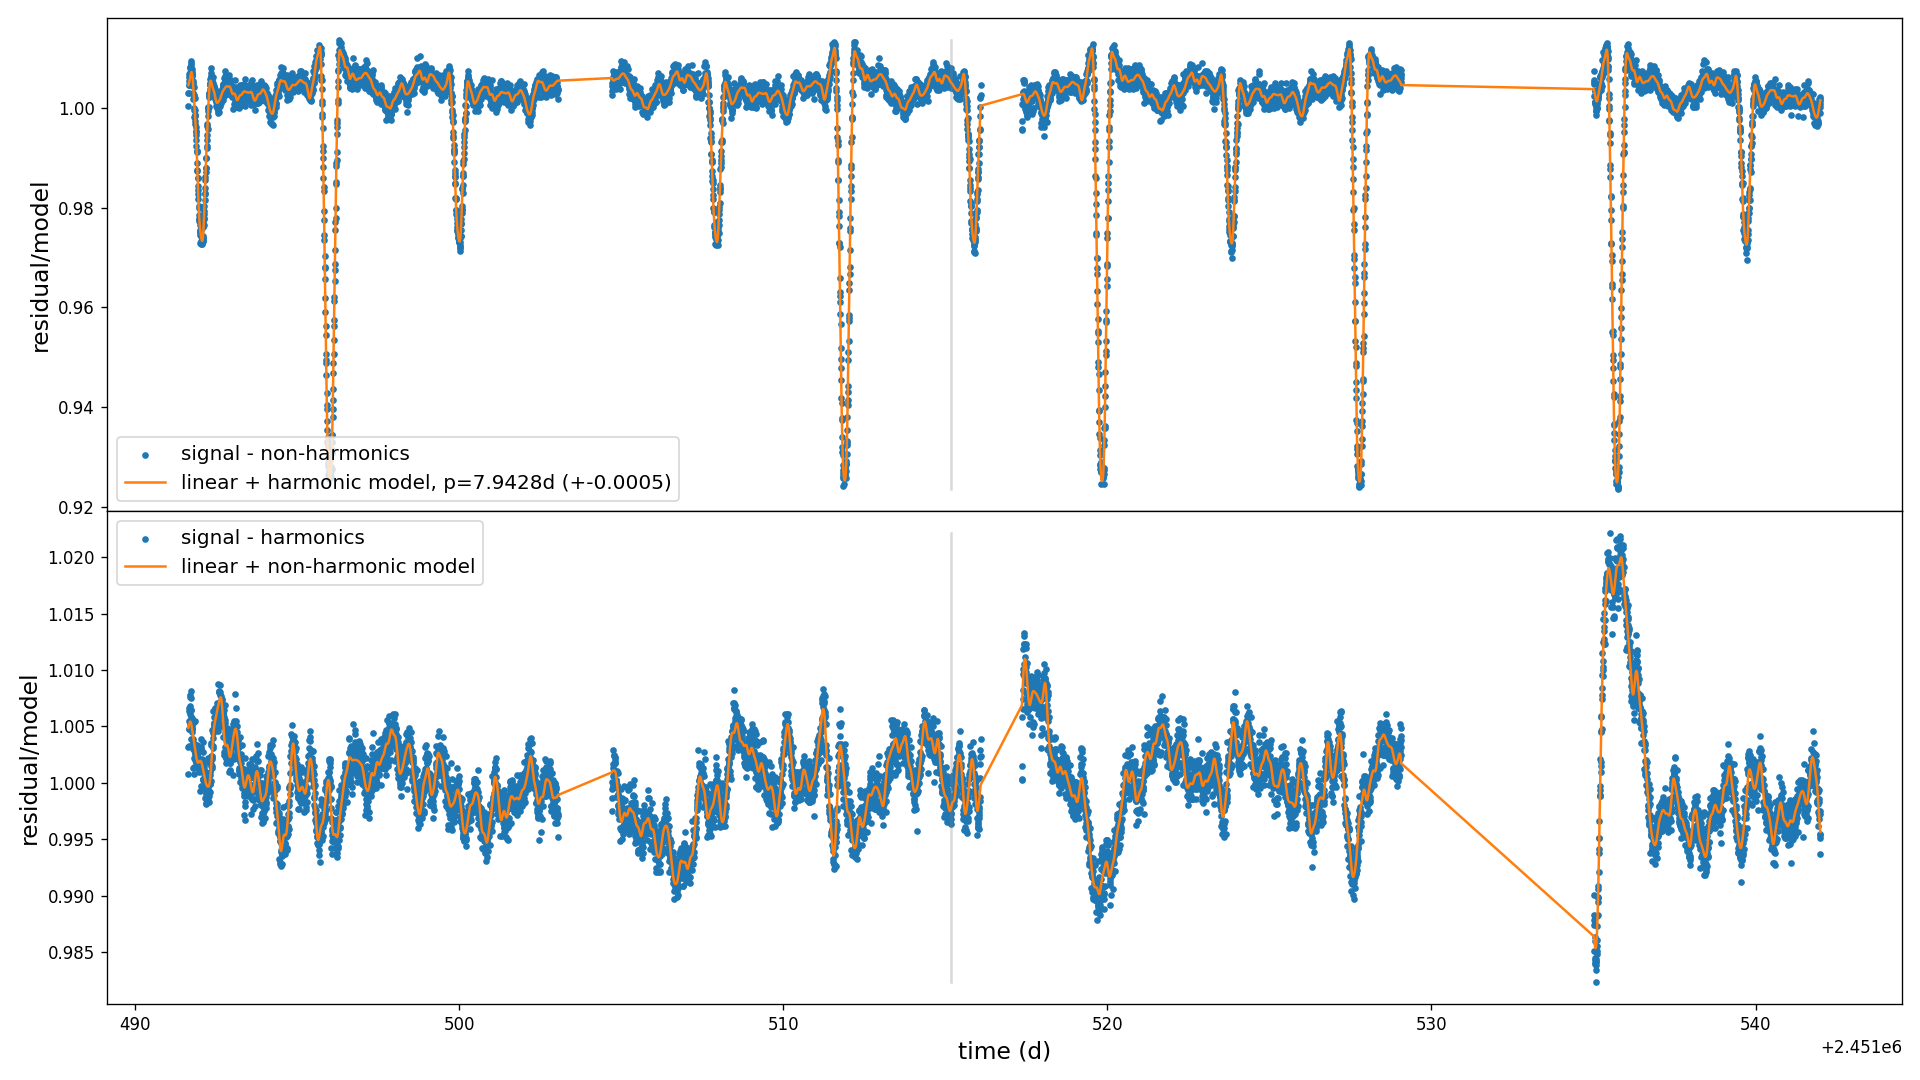 residual/model
1.00
0.98
0.96
0.94
0.92
signal - non-harmonics
linear + harmonic model, p=7.9428d (+-0.0005)
residual/model
1.020
1.015
1.010
1.005
1.000
0.995
0.990
0.985
signal - harmonics
linear + non-harmonic model
490 500 510 520 530 540
time (d)
+2.451e6